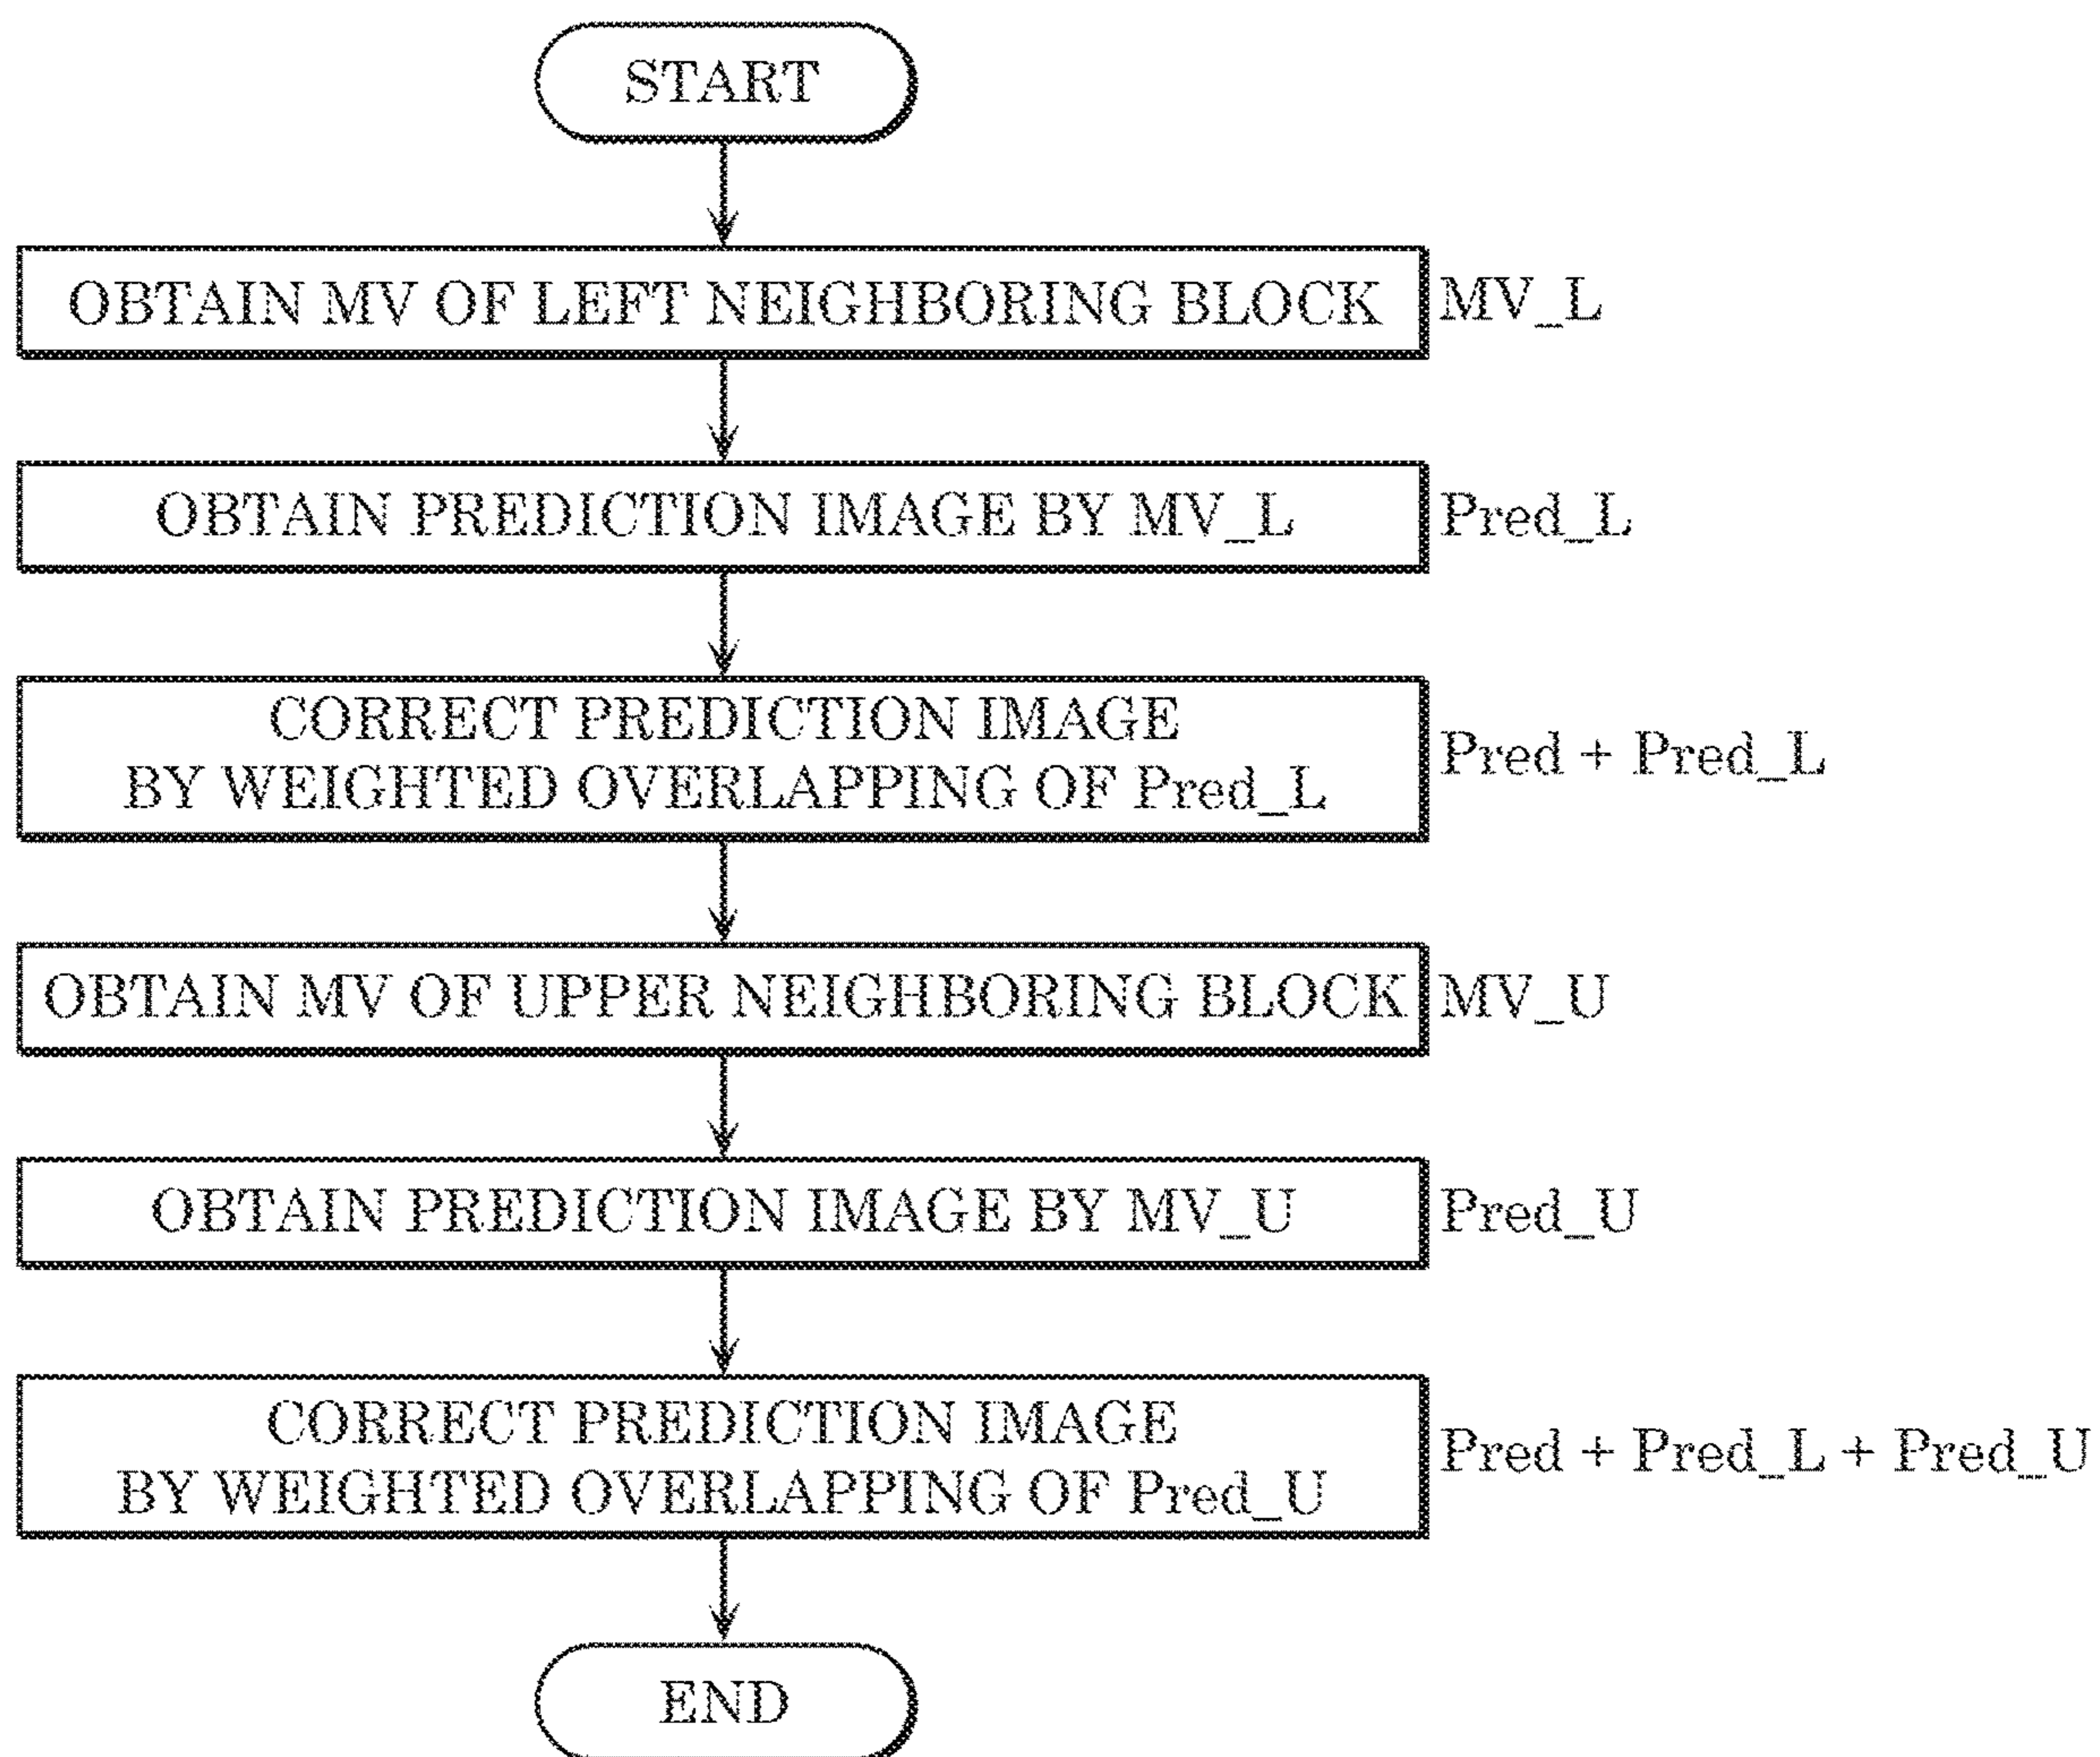 START
OBTAIN MV OF LEFT NEIGHBORING BLOCK
MV_L
OBTAIN PREDICTION IMAGE BY MV_L
Pred_L
CORRECT PREDICTION IMAGE
BY WEIGHTED OVERLAPPING OF Pred_L
Pred + Pred_L
OBTAIN MV OF UPPER NEIGHBORING BLOCK
MV_U
OBTAIN PREDICTION IMAGE BY MV_U
Pred_U
CORRECT PREDICTION IMAGE
BY WEIGHTED OVERLAPPING OF Pred_U
Pred + Pred_L + Pred_U
END